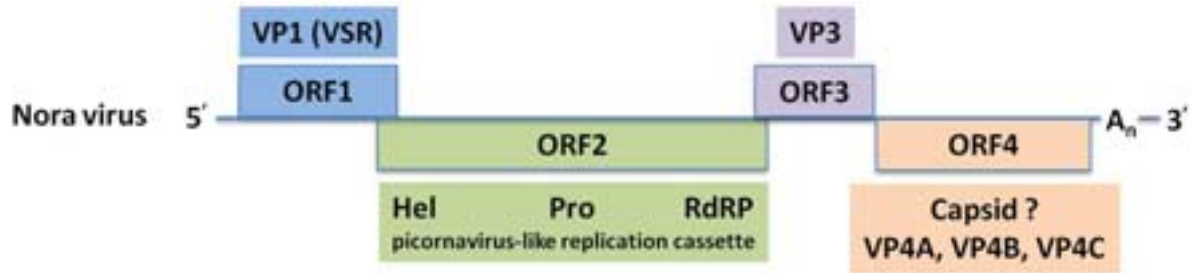 VP1 (VSR)
VP3
ORF1
ORF3
Nora virus 5′
Aₙ 3′
ORF2
ORF4
Hel Pro RdRP
picornavirus-like replication cassette
Capsid ?
VP4A, VP4B, VP4C